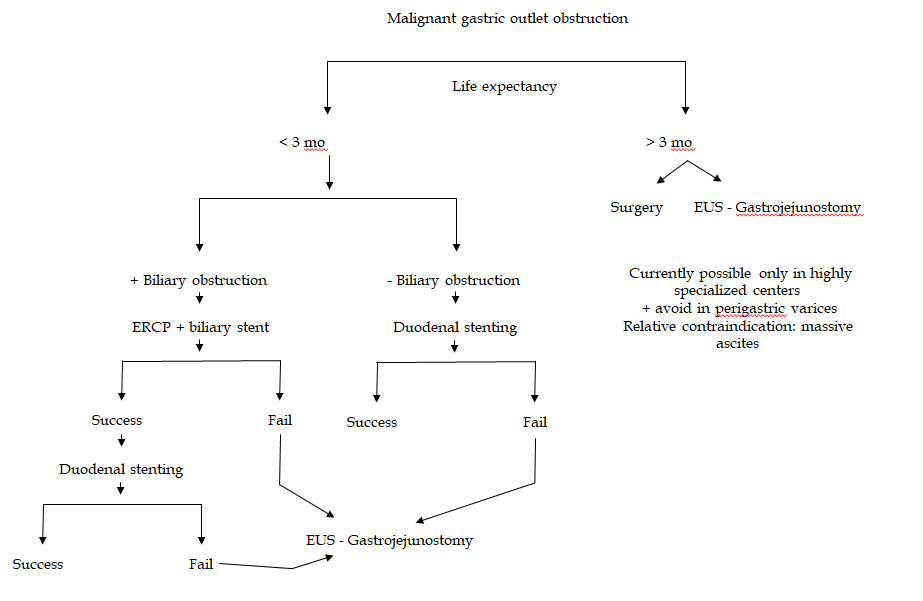 Malignant gastric outlet obstruction
Life expectancy
< 3 mo
> 3 mo
Surgery
EUS - Gastrojejunostomy
+ Biliary obstruction
- Biliary obstruction
Currently possible only in highly
specialized centers
+ avoid in perigastric varices
Relative contraindication: massive
ascites
ERCP + biliary stent
Duodenal stenting
Success
Fail
Success
Fail
Duodenal stenting
EUS - Gastrojejunostomy
Success
Fail